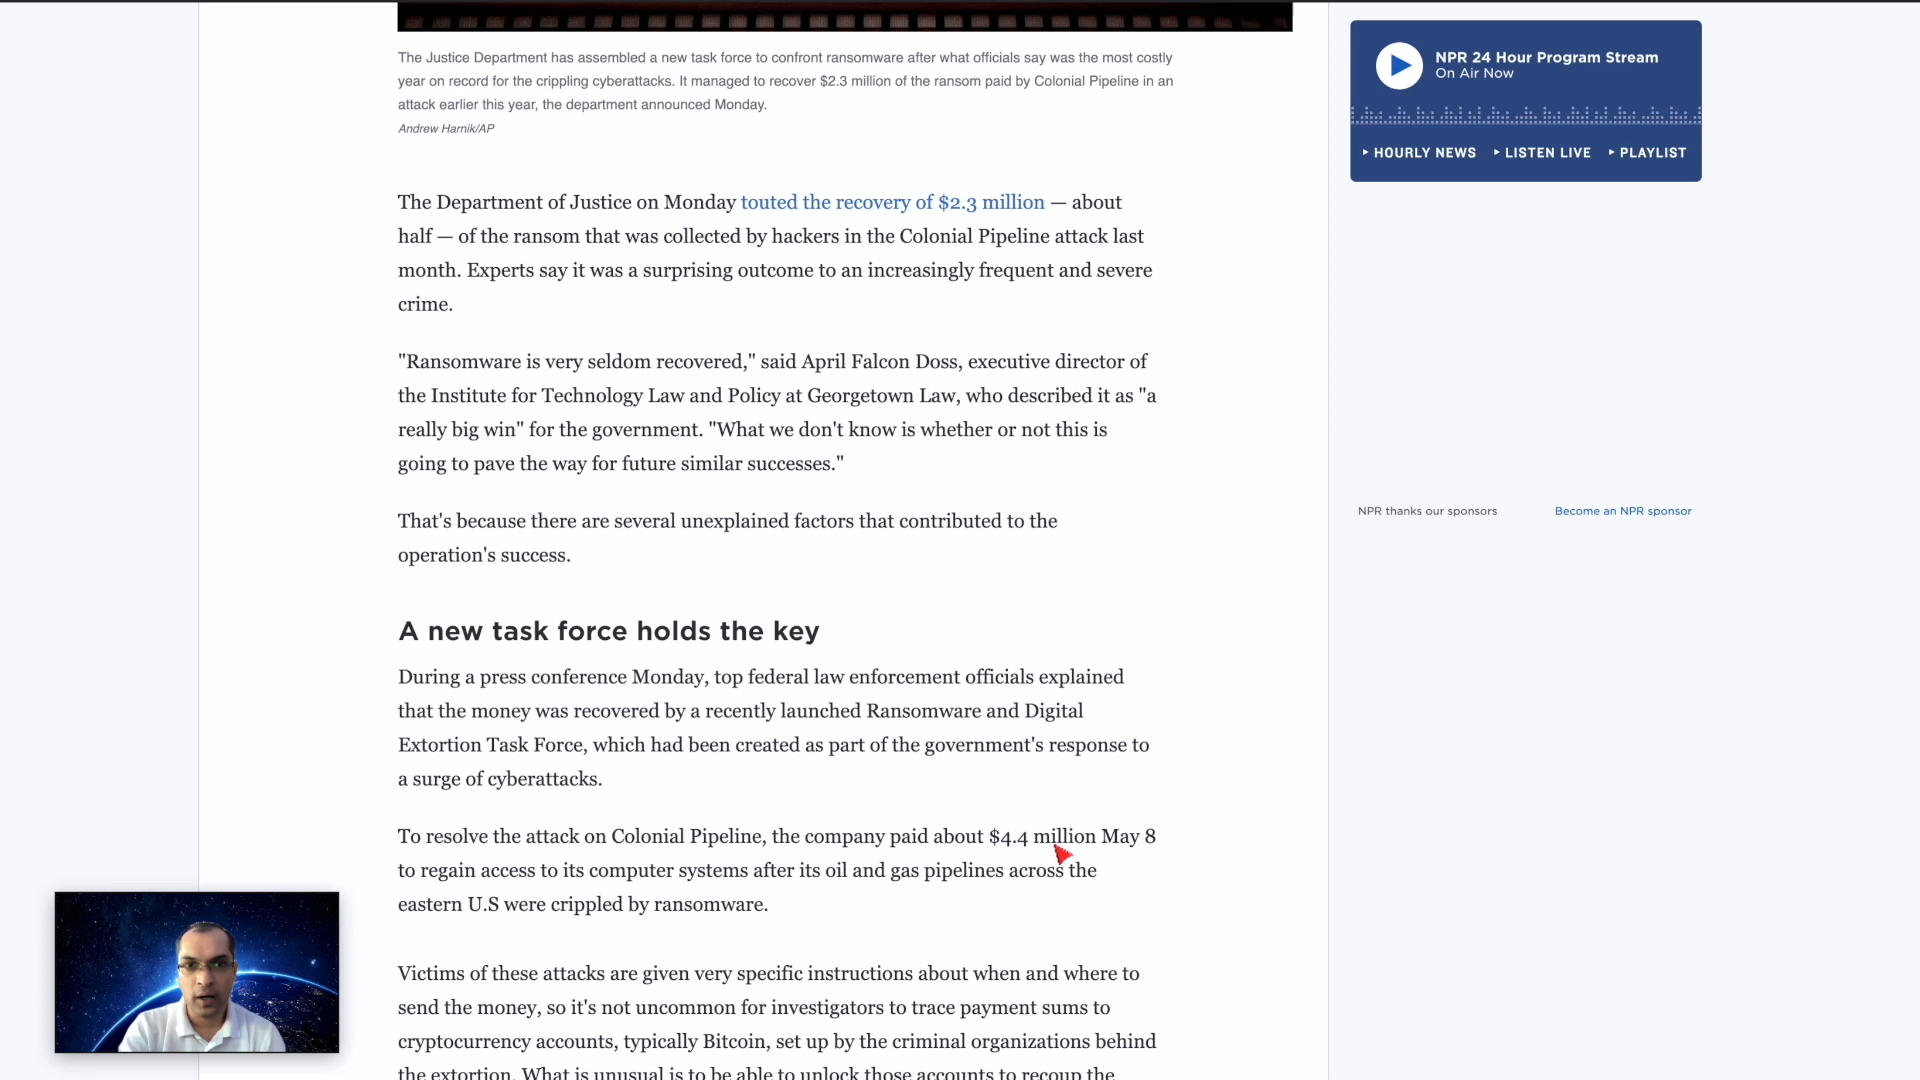 The Justice Department has assembled a new task force to confront ransomware after what officials say was the most costly
year on record for the crippling cyberattacks. It managed to recover $2.3 million of the ransom paid by Colonial Pipeline in an
attack earlier this year, the department announced Monday.
Andrew Harnik/AP
The Department of Justice on Monday touted the recovery of $2.3 million — about
half — of the ransom that was collected by hackers in the Colonial Pipeline attack last
month. Experts say it was a surprising outcome to an increasingly frequent and severe
crime.
"Ransomware is very seldom recovered," said April Falcon Doss, executive director of
the Institute for Technology Law and Policy at Georgetown Law, who described it as "a
really big win" for the government. "What we don't know is whether or not this is
going to pave the way for future similar successes."
That's because there are several unexplained factors that contributed to the
operation's success.
A new task force holds the key
During a press conference Monday, top federal law enforcement officials explained
that the money was recovered by a recently launched Ransomware and Digital
Extortion Task Force, which had been created as part of the government's response to
a surge of cyberattacks.
To resolve the attack on Colonial Pipeline, the company paid about $4.4 million May 8
to regain access to its computer systems after its oil and gas pipelines across the
eastern U.S were crippled by ransomware.
Victims of these attacks are given very specific instructions about when and where to
send the money, so it's not uncommon for investigators to trace payment sums to
cryptocurrency accounts, typically Bitcoin, set up by the criminal organizations behind
the extortion. What is unusual is to be able to unlock those accounts to recoup the
NPR 24 Hour Program Stream
On Air Now
HOURLY NEWS LISTEN LIVE PLAYLIST
NPR thanks our sponsors Become an NPR sponsor